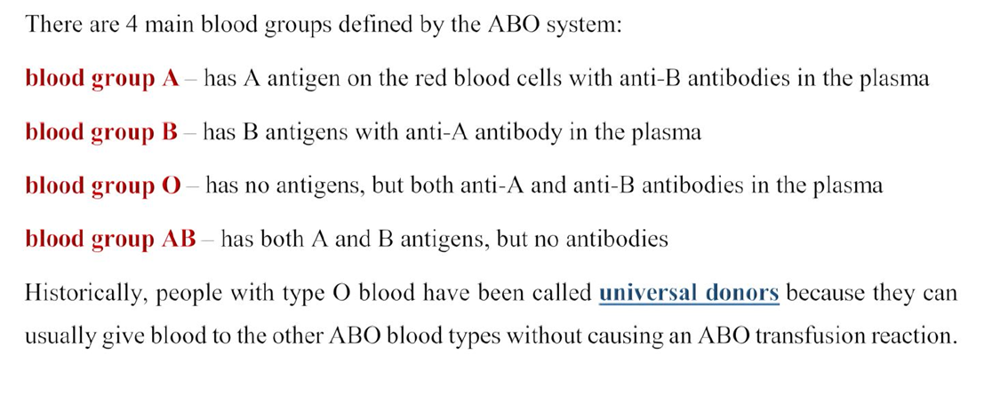 There are 4 main blood groups defined by the ABO system:
blood group A – has A antigen on the red blood cells with anti-B antibodies in the plasma
blood group B – has B antigens with anti-A antibody in the plasma
blood group O – has no antigens, but both anti-A and anti-B antibodies in the plasma
blood group AB – has both A and B antigens, but no antibodies
Historically, people with type O blood have been called universal donors because they can
usually give blood to the other ABO blood types without causing an ABO transfusion reaction.